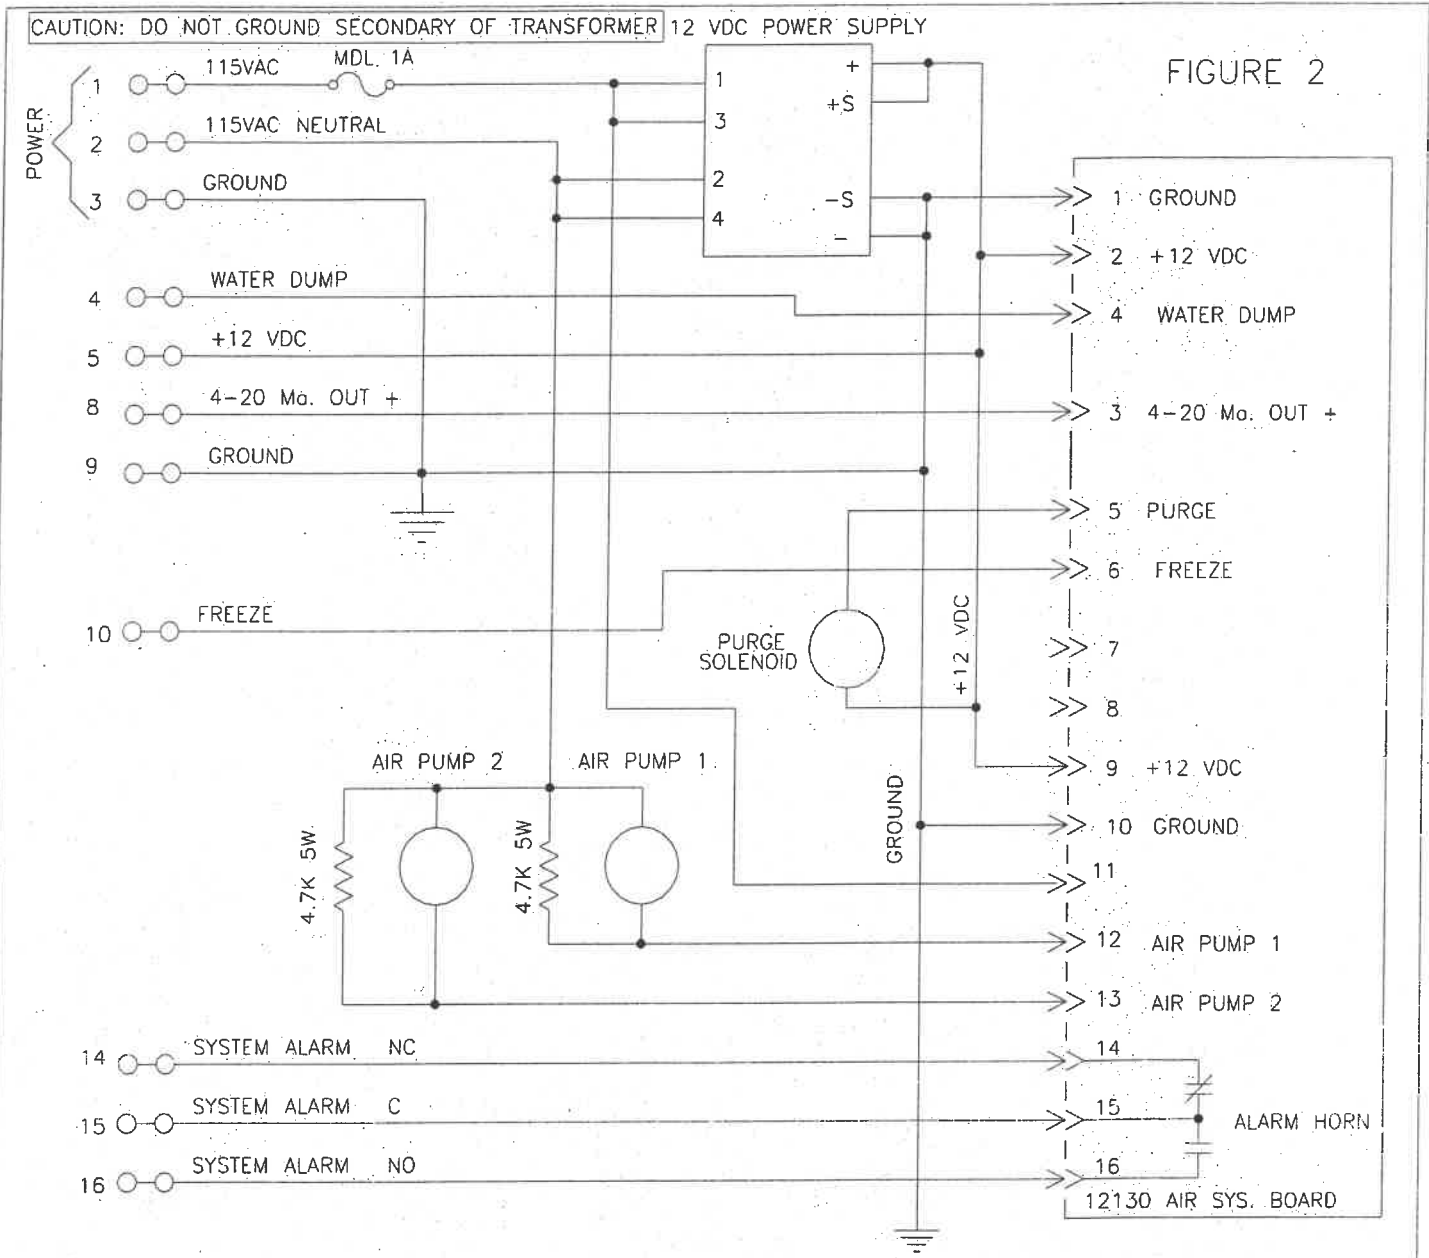 CAUTION: DO NOT GROUND SECONDARY OF TRANSFORMER 12 VDC POWER SUPPLY
FIGURE 2
POWER
1 115VAC MDL 1A
2 115VAC NEUTRAL
3 GROUND
4 WATER DUMP
5 +12 VDC
8 4-20 Ma. OUT +
9 GROUND
10 FREEZE
1
3
2
4
+
+S
-S
-
1 GROUND
2 +12 VDC
4 WATER DUMP
3 4-20 Ma. OUT +
5 PURGE
6 FREEZE
7
8
9 +12 VDC
10 GROUND
11
12 AIR PUMP 1
13 AIR PUMP 2
PURGE
SOLENOID
+12 VDC
GROUND
AIR PUMP 2
AIR PUMP 1
4.7K 5W
4.7K 5W
14 SYSTEM ALARM NC
15 SYSTEM ALARM C
16 SYSTEM ALARM NO
14
15
16
ALARM HORN
12130 AIR SYS. BOARD